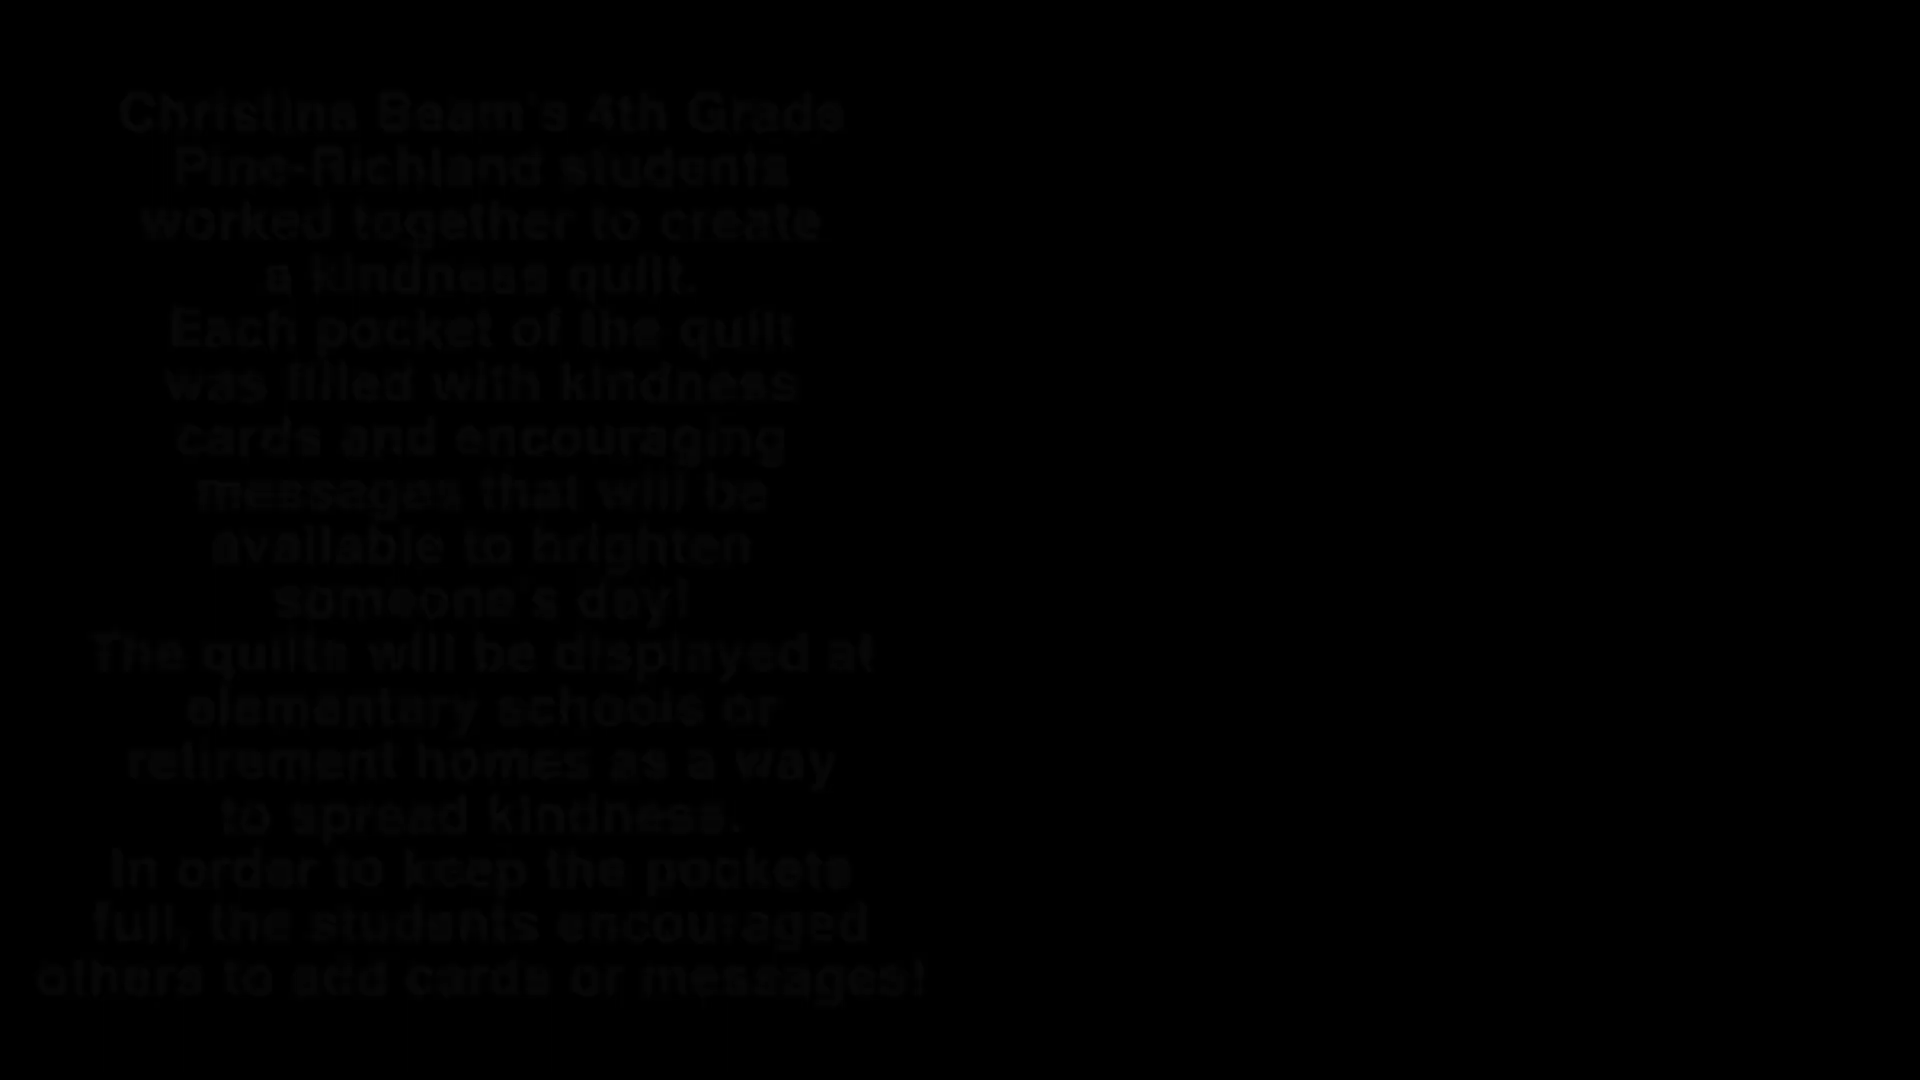 Christina Beam's 4th Grade
Pine-Richland students
worked together to create
a kindness quilt.
Each pocket of the quilt
was filled with kindness
cards and encouraging
messages that will be
available to brighten
someone's day!
The quilts will be displayed at
elementary schools or
retirement homes as a way
to spread kindness.
In order to keep the pockets
full, the students encouraged
others to add cards or messages!